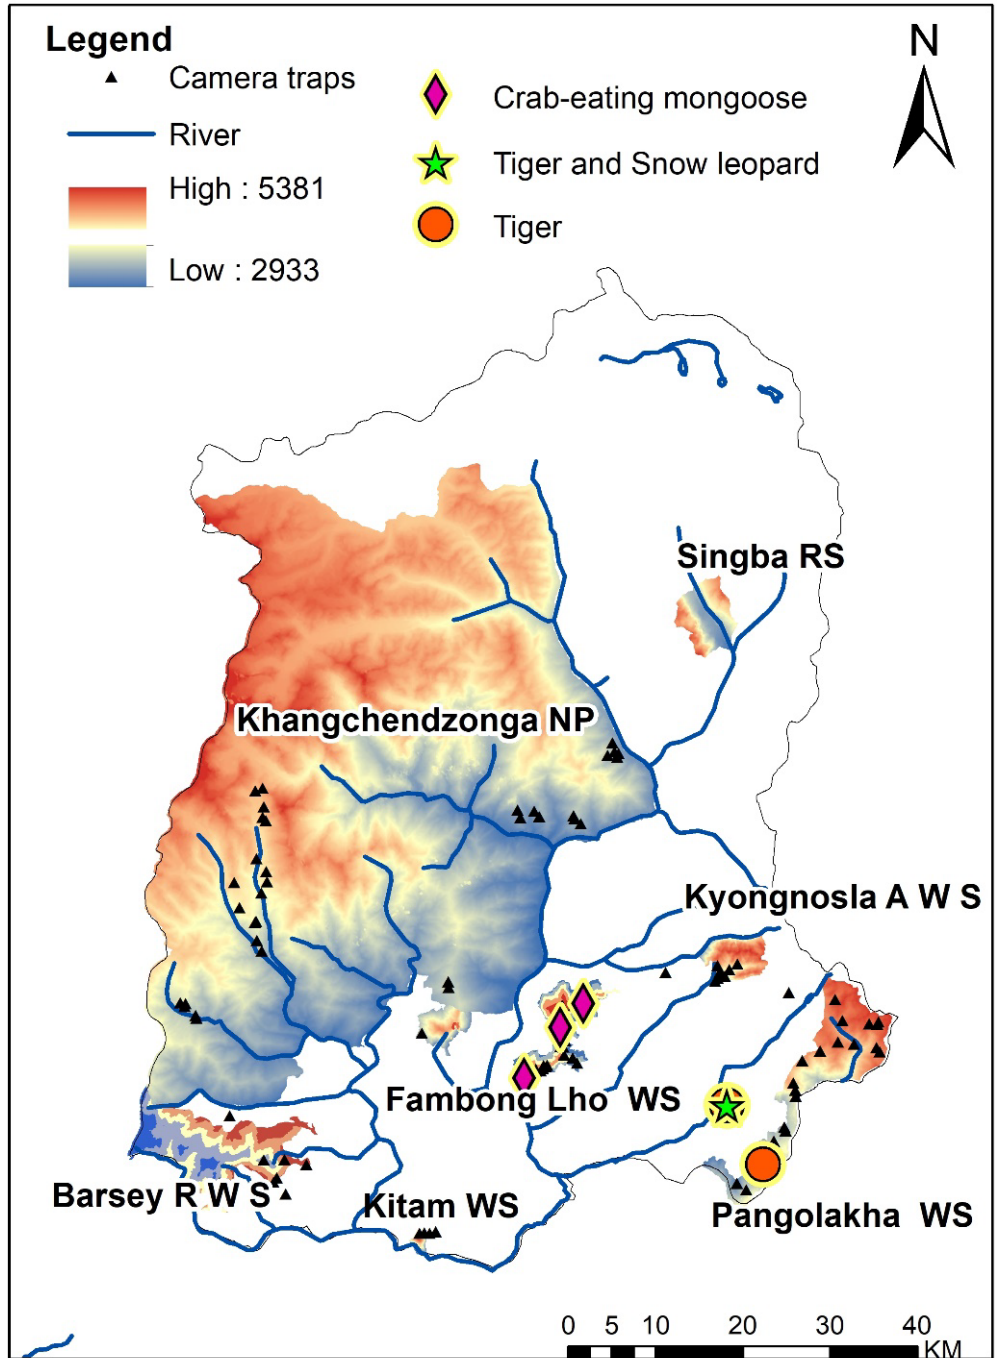 Legend
Camera traps
River
High : 5381
Low : 2933
Crab-eating mongoose
Tiger and Snow leopard
Tiger
N
Singba RS
Khangchendzonga NP
Kyongnosla A W S
Fambong Lho WS
Barsey R W S
Kitam WS
Pangolakha WS
0 5 10 20 30 40
KM